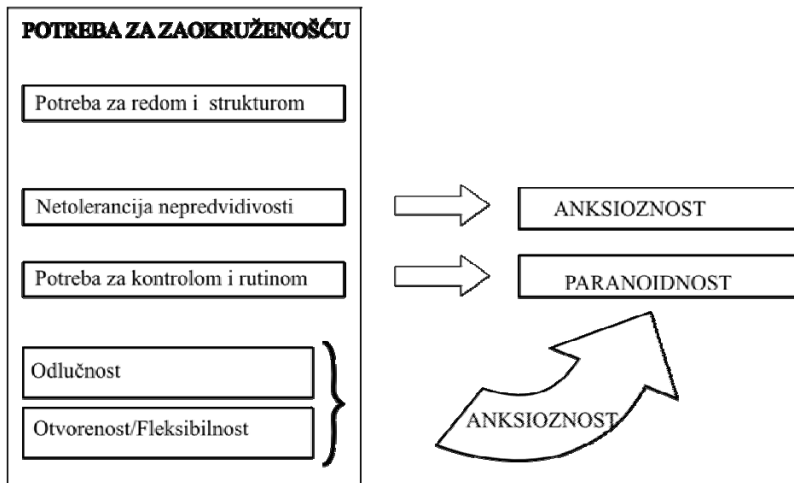 POTREBA ZA ZAOKRUŽENOŠĆU
Potreba za redom i strukturom
Netolerancija nepredvidivosti
ANKSIOZNOST
Potreba za kontrolom i rutinom
PARANOIDNOST
Odlučnost
Otvorenost/Fleksibilnost
ANKSIOZNOST